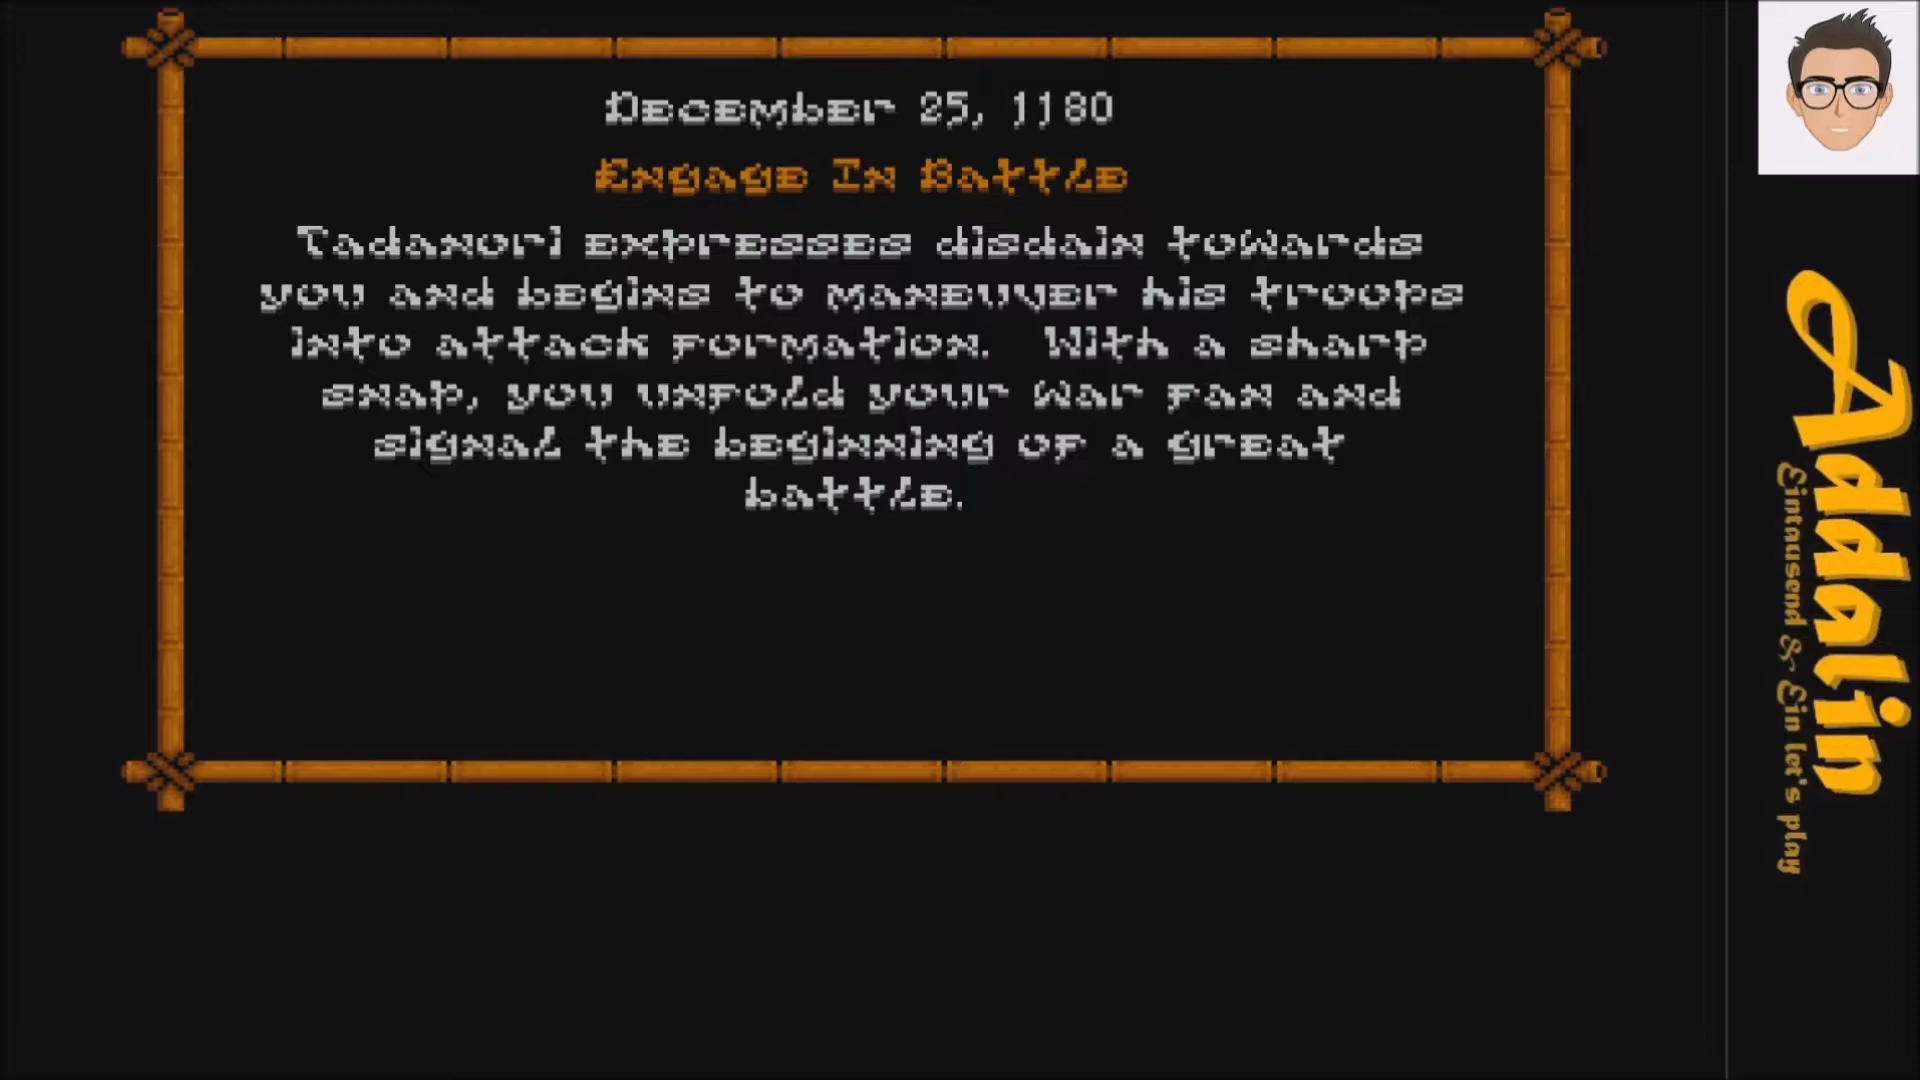 December 25, 1180
Engage In Battle
Tadanori expresses disdain towards
you and begins to maneuver his troops
into attack formation. With a sharp
snap, you unfold your war fan and
signal the beginning of a great
battle.
Addalin
Eintausend & Ein let's play